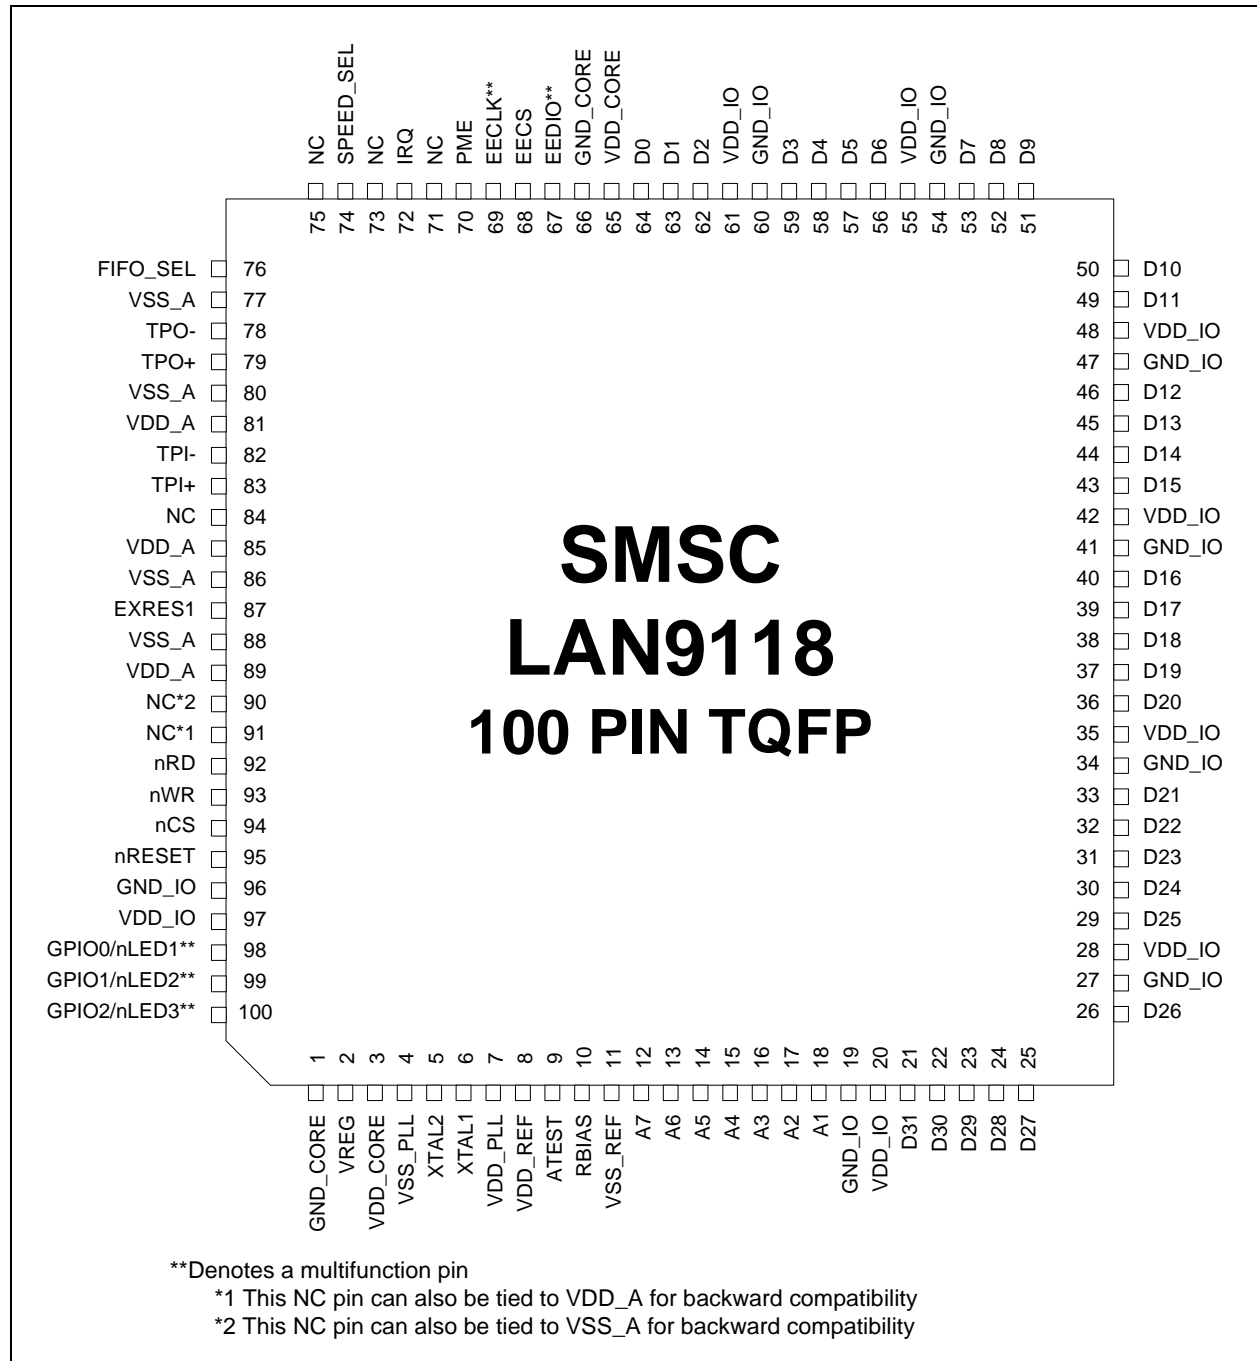 NC
SPEED_SEL
NC
IRQ
NC
PME
EECLK**
EECS
EEDIO**
GND_CORE
VDD_CORE
D0
D1
D2
VDD_IO
GND_IO
D3
D4
D5
D6
VDD_IO
GND_IO
D7
D8
D9
75
74
73
72
71
70
69
68
67
66
65
64
63
62
61
60
59
58
57
56
55
54
53
52
51
FIFO_SEL 76
VSS_A 77
TPO- 78
TPO+ 79
VSS_A 80
VDD_A 81
TPI- 82
TPI+ 83
NC 84
VDD_A 85
VSS_A 86
EXRES1 87
VSS_A 88
VDD_A 89
NC*2 90
NC*1 91
nRD 92
nWR 93
nCS 94
nRESET 95
GND_IO 96
VDD_IO 97
GPIO0/nLED1** 98
GPIO1/nLED2** 99
GPIO2/nLED3** 100
SMSC
LAN9118
100 PIN TQFP
50 D10
49 D11
48 VDD_IO
47 GND_IO
46 D12
45 D13
44 D14
43 D15
42 VDD_IO
41 GND_IO
40 D16
39 D17
38 D18
37 D19
36 D20
35 VDD_IO
34 GND_IO
33 D21
32 D22
31 D23
30 D24
29 D25
28 VDD_IO
27 GND_IO
26 D26
1
2
3
4
5
6
7
8
9
10
11
12
13
14
15
16
17
18
19
20
21
22
23
24
25
GND_CORE
VREG
VDD_CORE
VSS_PLL
XTAL2
XTAL1
VDD_PLL
VDD_REF
ATEST
RBIAS
VSS_REF
A7
A6
A5
A4
A3
A2
A1
GND_IO
VDD_IO
D31
D30
D29
D28
D27
**Denotes a multifunction pin
*1 This NC pin can also be tied to VDD_A for backward compatibility
*2 This NC pin can also be tied to VSS_A for backward compatibility